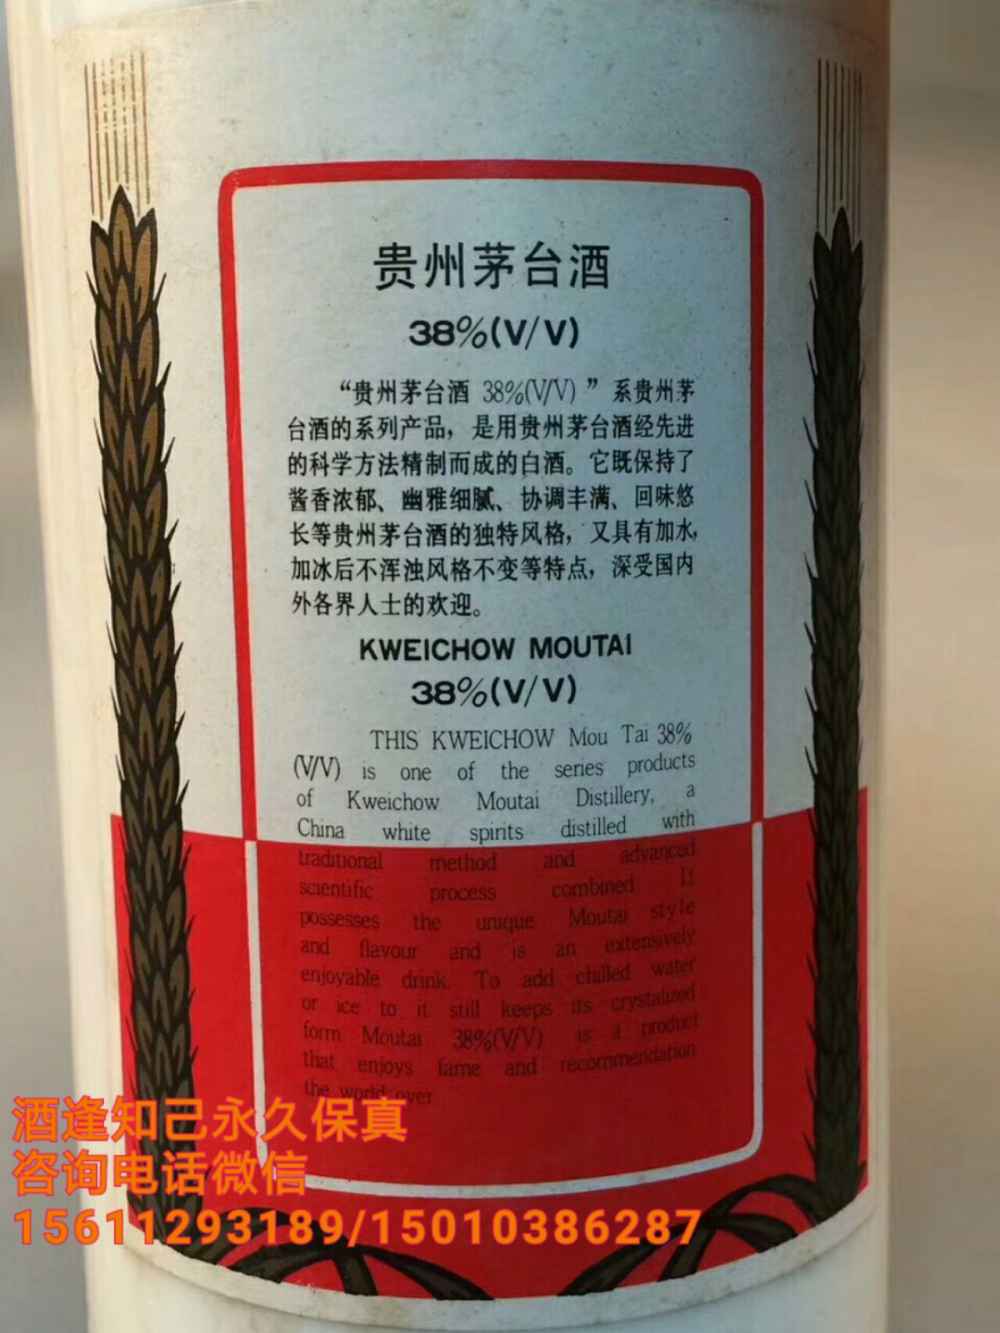 贵州茅台酒
38%(V/V)
“贵州茅台酒 38%(V/V)”系贵州茅
台酒的系列产品，是用贵州茅台酒经先进
的科学方法精制而成的白酒。它既保持了
酱香浓郁、幽雅细腻、协调丰满、回味悠
长等贵州茅台酒的独特风格，又具有加水，
加冰后不浑浊风格不变等特点，深受国内
外各界人士的欢迎。
KWEICHOW MOUTAI
38%(V/V)
THIS KWEICHOW Mou Tai 38%
(V/V) is one of the series products
of Kweichow Moutai Distillery, a
China white spirits distilled with
traditional method and advanced
scientific process combined It
possesses the unique Moutai style
and flavour and is an extensively
enjoyable drink. To add chilled water
or ice to it still keeps its crystalized
form Moutai 38%(V/V) is a product
that enjoys fame and recommendation
the world over
酒逢知己永久保真
咨询电话微信
15611293189/15010386287